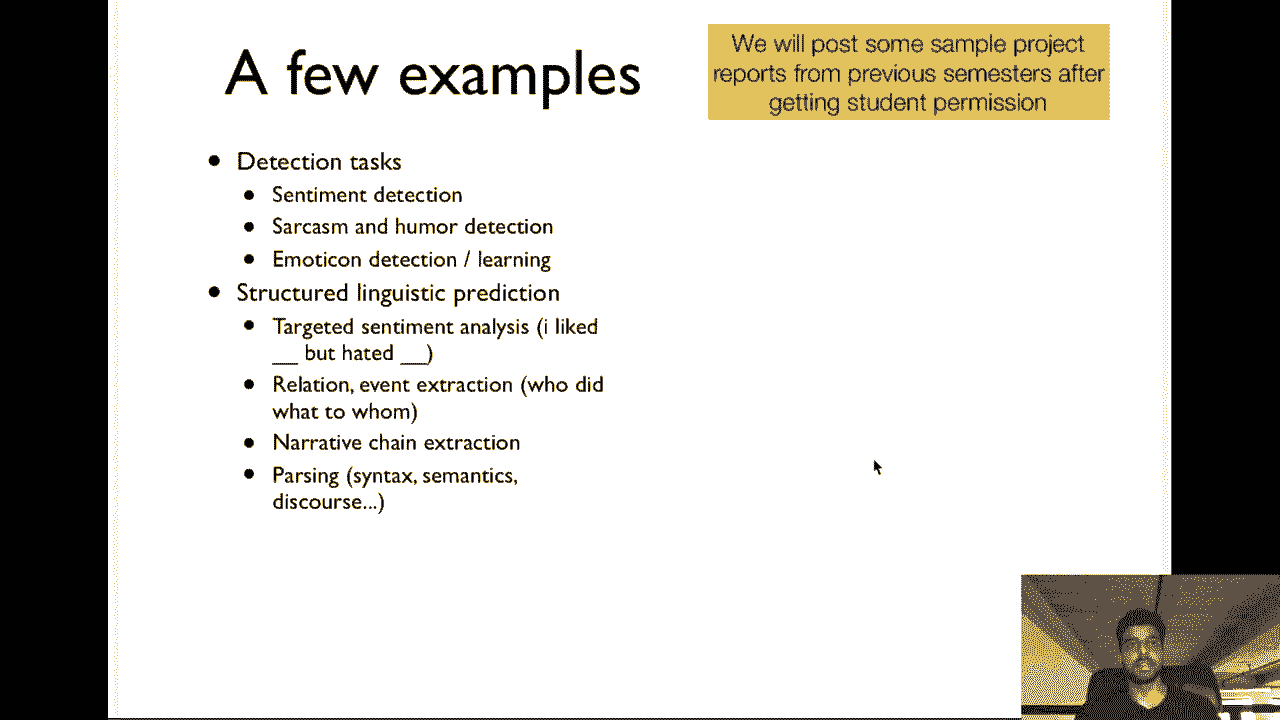 A few examples
We will post some sample project
reports from previous semesters after
getting student permission
• Detection tasks
• Sentiment detection
• Sarcasm and humor detection
• Emoticon detection / learning
• Structured linguistic prediction
• Targeted sentiment analysis (i liked
__ but hated __)
• Relation, event extraction (who did
what to whom)
• Narrative chain extraction
• Parsing (syntax, semantics,
discourse...)